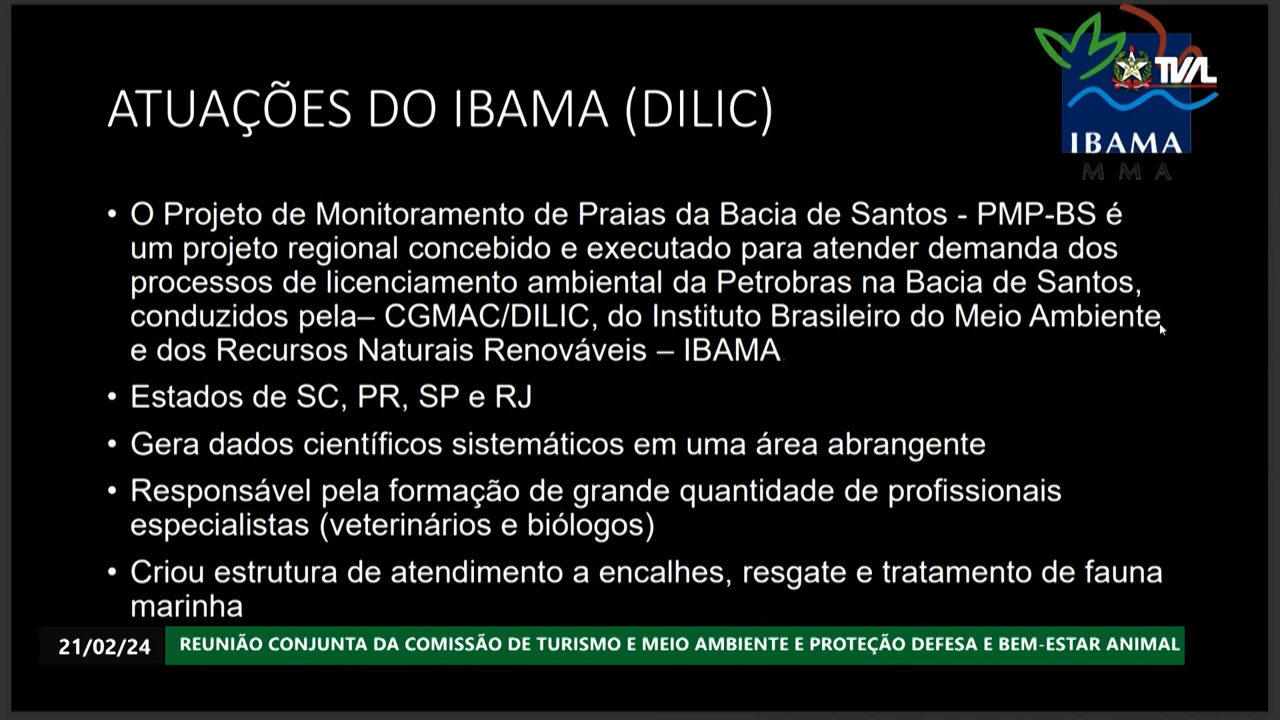 TVAL
IBAMA
M M A
ATUAÇÕES DO IBAMA (DILIC)
• O Projeto de Monitoramento de Praias da Bacia de Santos - PMP-BS é
um projeto regional concebido e executado para atender demanda dos
processos de licenciamento ambiental da Petrobras na Bacia de Santos,
conduzidos pela– CGMAC/DILIC, do Instituto Brasileiro do Meio Ambiente
e dos Recursos Naturais Renováveis – IBAMA
• Estados de SC, PR, SP e RJ
• Gera dados científicos sistemáticos em uma área abrangente
• Responsável pela formação de grande quantidade de profissionais
especialistas (veterinários e biólogos)
• Criou estrutura de atendimento a encalhes, resgate e tratamento de fauna
marinha
21/02/24 REUNIÃO CONJUNTA DA COMISSÃO DE TURISMO E MEIO AMBIENTE E PROTEÇÃO DEFESA E BEM-ESTAR ANIMAL